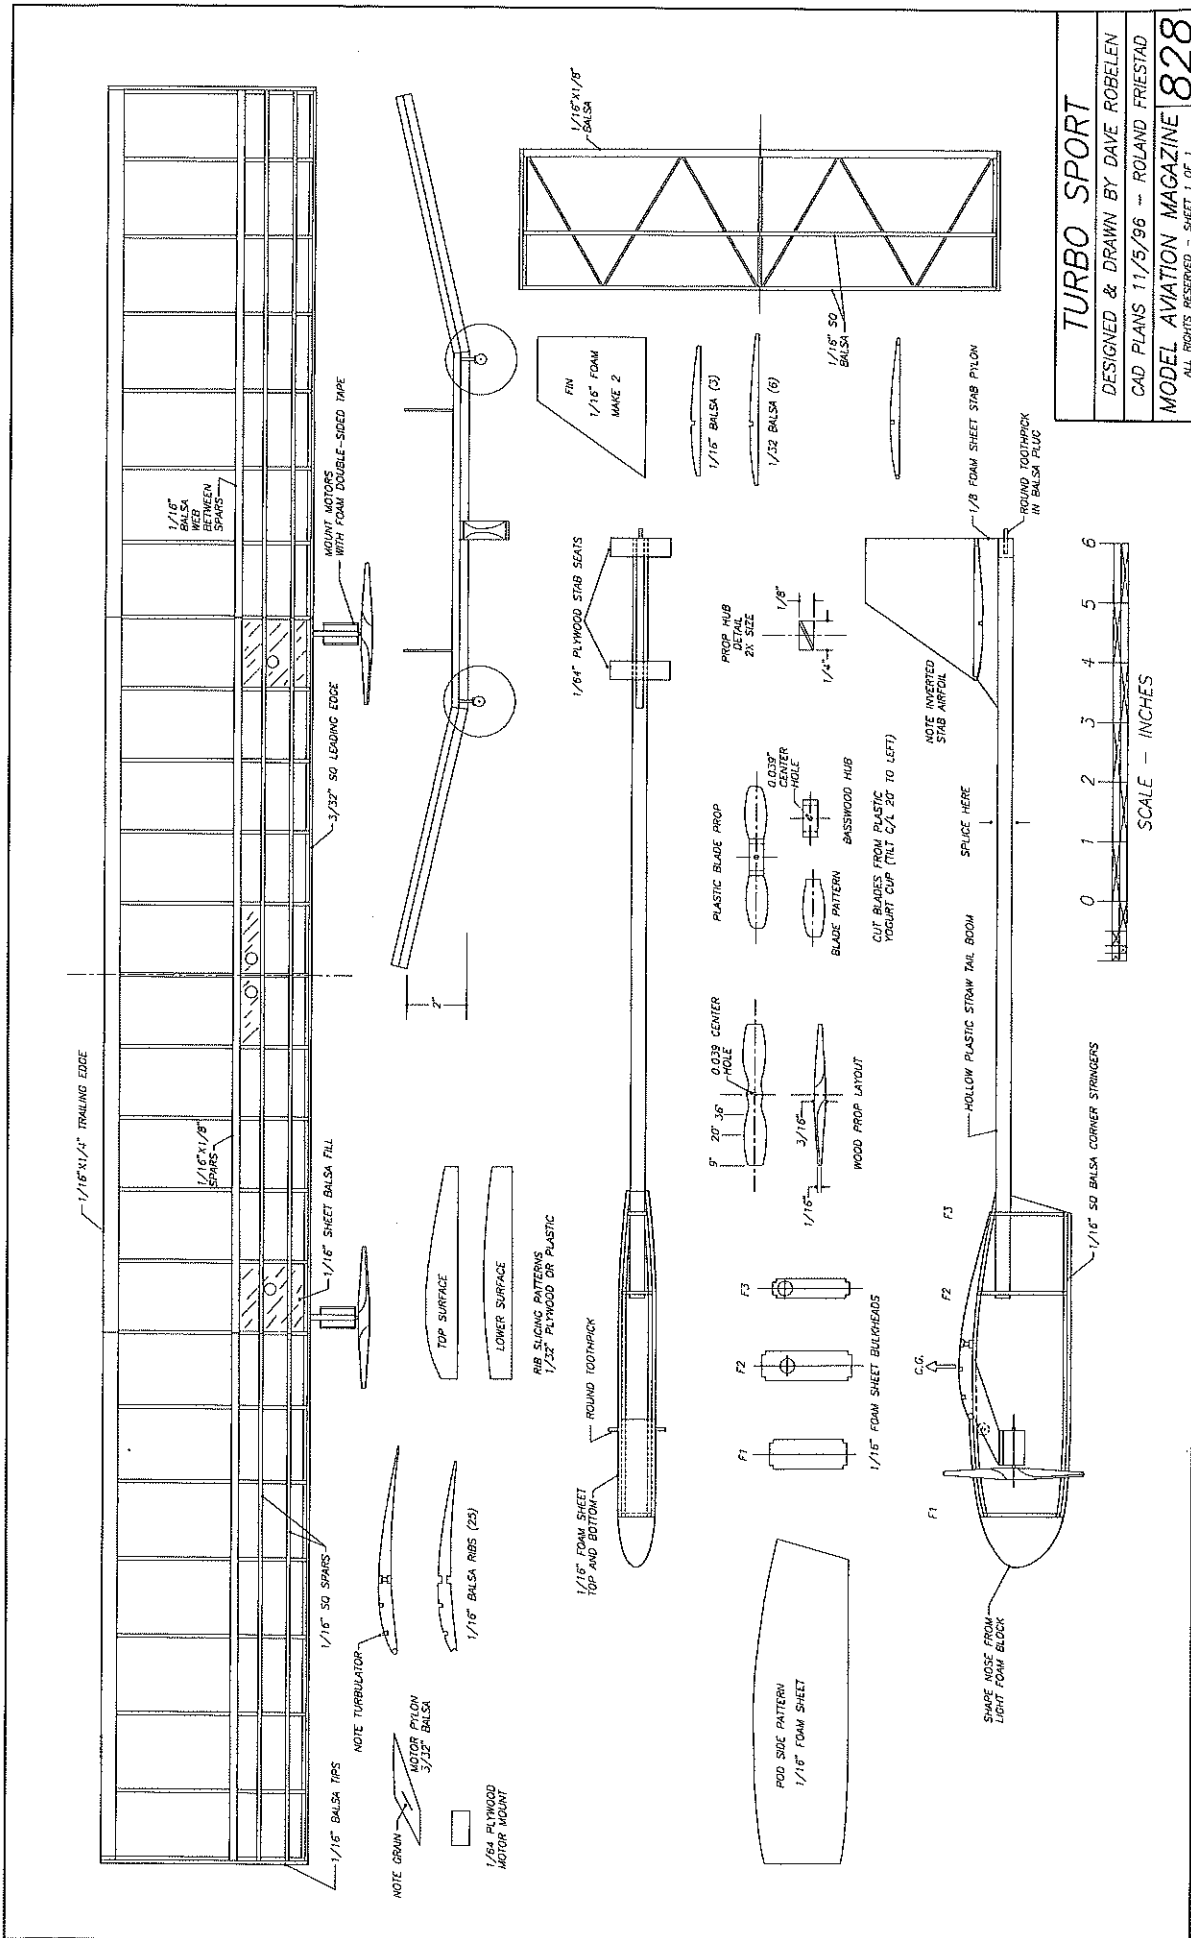 1/16"X1/4" TRAILING EDGE
1/16"X1/8"
SPARS
1/16"
BALSA
WEB
BETWEEN
SPARS
1/16" BALSA TIPS
1/16" SQ SPARS
1/16" SHEET BALSA FILL
3/32" SQ LEADING EDGE
MOUNT MOTORS
WITH FOAM DOUBLE-SIDED TAPE
NOTE TURBULATOR
NOTE GRAIN
MOTOR PYLON
3/32" BALSA
1/64 PLYWOOD
MOTOR MOUNT
1/16" BALSA RIBS (25)
TOP SURFACE
LOWER SURFACE
RIB SLICING PATTERNS
1/32" PLYWOOD OR PLASTIC
2"
1/16"X1/8"
BALSA
1/16" SQ
BALSA
FIN
1/16" FOAM
MAKE 2
1/16" BALSA (3)
1/32 BALSA (6)
1/16" FOAM SHEET
TOP AND BOTTOM
ROUND TOOTHPICK
1/64" PLYWOOD STAB SEATS
F1
F2
F3
1/16" FOAM SHEET BULKHEADS
9° 20° 36°
0.039 CENTER
HOLE
3/16"
1/16"
WOOD PROP LAYOUT
PLASTIC BLADE PROP
0.039"
CENTER
HOLE
BLADE PATTERN
BASSWOOD HUB
CUT BLADES FROM PLASTIC
YOGURT CUP (TILT C/L 20° TO LEFT)
PROP HUB
DETAIL
2X SIZE
1/8"
1/4"
POD SIDE PATTERN
1/16" FOAM SHEET
SHAPE NOSE FROM
LIGHT FOAM BLOCK
F1
C.G.
F2
F3
1/16" SQ BALSA CORNER STRINGERS
HOLLOW PLASTIC STRAW TAIL BOOM
SPLICE HERE
NOTE INVERTED
STAB AIRFOIL
1/8 FOAM SHEET STAB PYLON
ROUND TOOTHPICK
IN BALSA PLUG
0 1 2 3 4 5 6
SCALE - INCHES
TURBO SPORT
DESIGNED & DRAWN BY DAVE ROBELEN
CAD PLANS 11/5/96 - ROLAND FRIESTAD
MODEL AVIATION MAGAZINE 828
ALL RIGHTS RESERVED - SHEET 1 OF 1